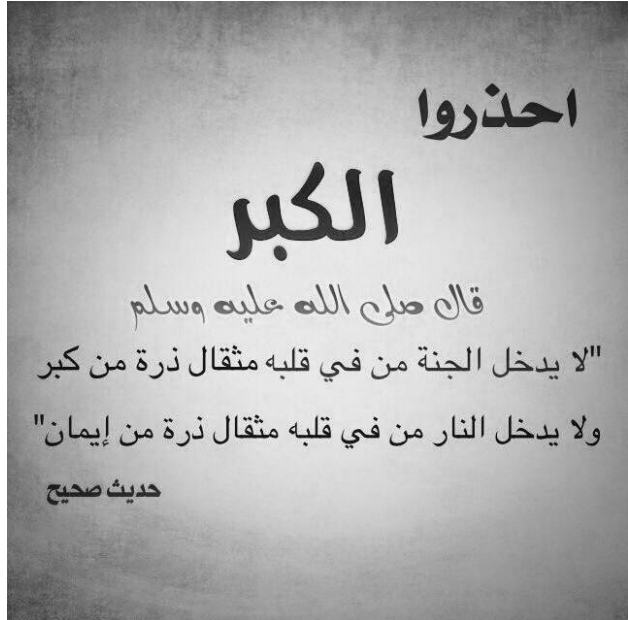 احذروا
الكبر
قال صلى الله عليه وسلم
"لا يدخل الجنة من في قلبه مثقال ذرة من كبر
ولا يدخل النار من في قلبه مثقال ذرة من إيمان"
حديث صحيح